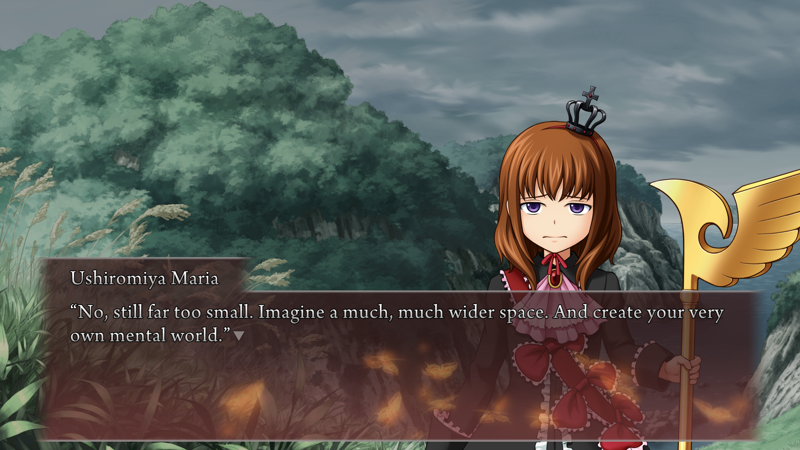 Ushiromiya Maria
“No, still far too small. Imagine a much, much wider space. And create your very
own mental world.”